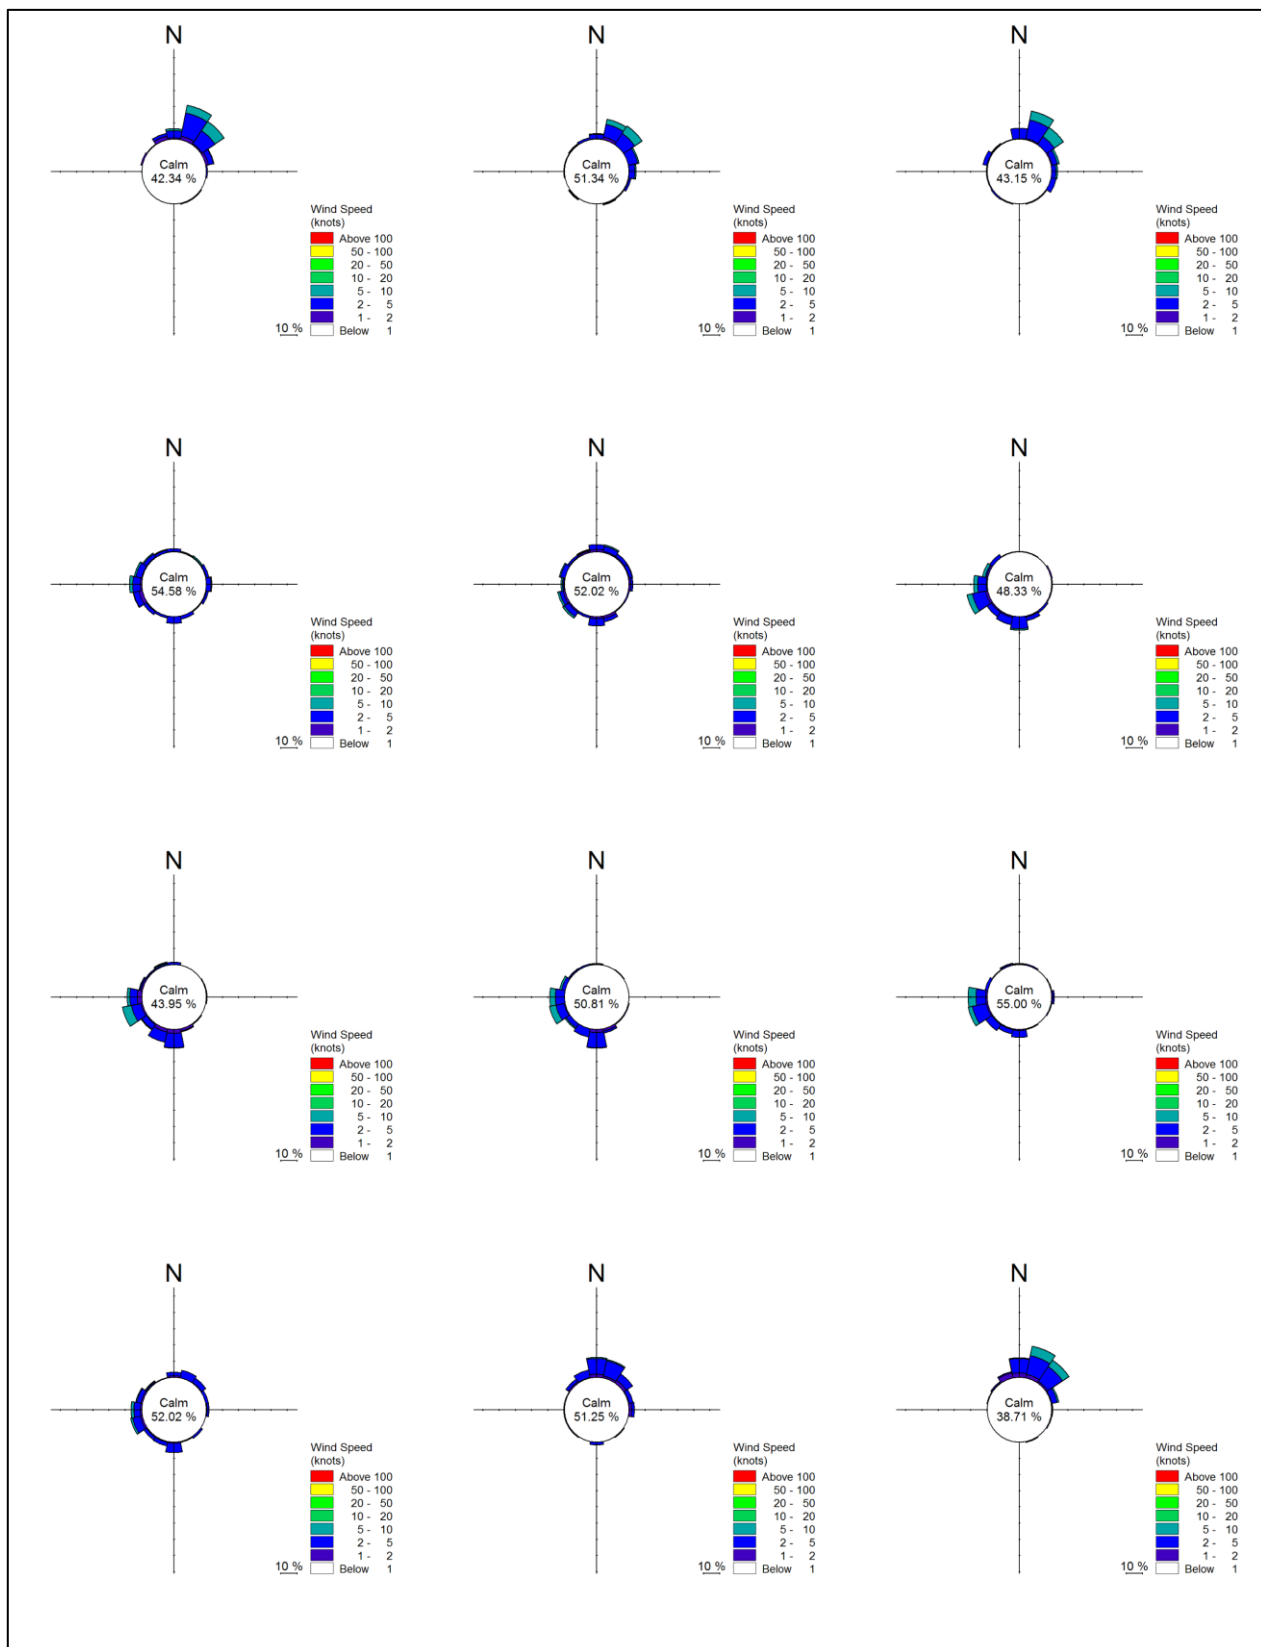 N
Calm
42.34 %
Wind Speed
(knots)
Above 100
50 - 100
20 - 50
10 - 20
5 - 10
2 - 5
1 - 2
10 %
Below 1
N
Calm
51.34 %
Wind Speed
(knots)
Above 100
50 - 100
20 - 50
10 - 20
5 - 10
2 - 5
1 - 2
10 %
Below 1
N
Calm
43.15 %
Wind Speed
(knots)
Above 100
50 - 100
20 - 50
10 - 20
5 - 10
2 - 5
1 - 2
10 %
Below 1
N
Calm
54.58 %
Wind Speed
(knots)
Above 100
50 - 100
20 - 50
10 - 20
5 - 10
2 - 5
1 - 2
10 %
Below 1
N
Calm
52.02 %
Wind Speed
(knots)
Above 100
50 - 100
20 - 50
10 - 20
5 - 10
2 - 5
1 - 2
10 %
Below 1
N
Calm
48.33 %
Wind Speed
(knots)
Above 100
50 - 100
20 - 50
10 - 20
5 - 10
2 - 5
1 - 2
10 %
Below 1
N
Calm
43.95 %
Wind Speed
(knots)
Above 100
50 - 100
20 - 50
10 - 20
5 - 10
2 - 5
1 - 2
10 %
Below 1
N
Calm
50.81 %
Wind Speed
(knots)
Above 100
50 - 100
20 - 50
10 - 20
5 - 10
2 - 5
1 - 2
10 %
Below 1
N
Calm
55.00 %
Wind Speed
(knots)
Above 100
50 - 100
20 - 50
10 - 20
5 - 10
2 - 5
1 - 2
10 %
Below 1
N
Calm
52.02 %
Wind Speed
(knots)
Above 100
50 - 100
20 - 50
10 - 20
5 - 10
2 - 5
1 - 2
10 %
Below 1
N
Calm
51.25 %
Wind Speed
(knots)
Above 100
50 - 100
20 - 50
10 - 20
5 - 10
2 - 5
1 - 2
10 %
Below 1
N
Calm
38.71 %
Wind Speed
(knots)
Above 100
50 - 100
20 - 50
10 - 20
5 - 10
2 - 5
1 - 2
10 %
Below 1